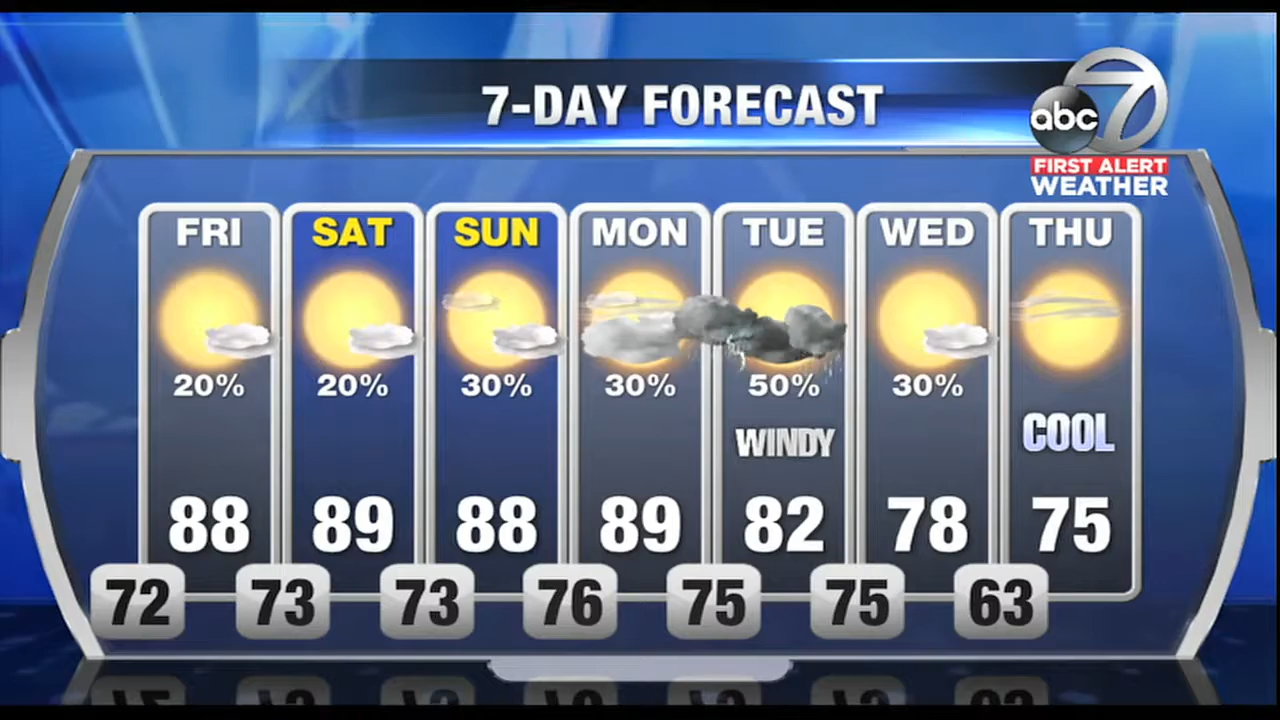 7-DAY FORECAST
abc 7
FIRST ALERT
WEATHER
FRI SAT SUN MON TUE WED THU
20% 20% 30% 30% 50% 30%
WINDY COOL
88 89 88 89 82 78 75
72 73 73 76 75 75 63